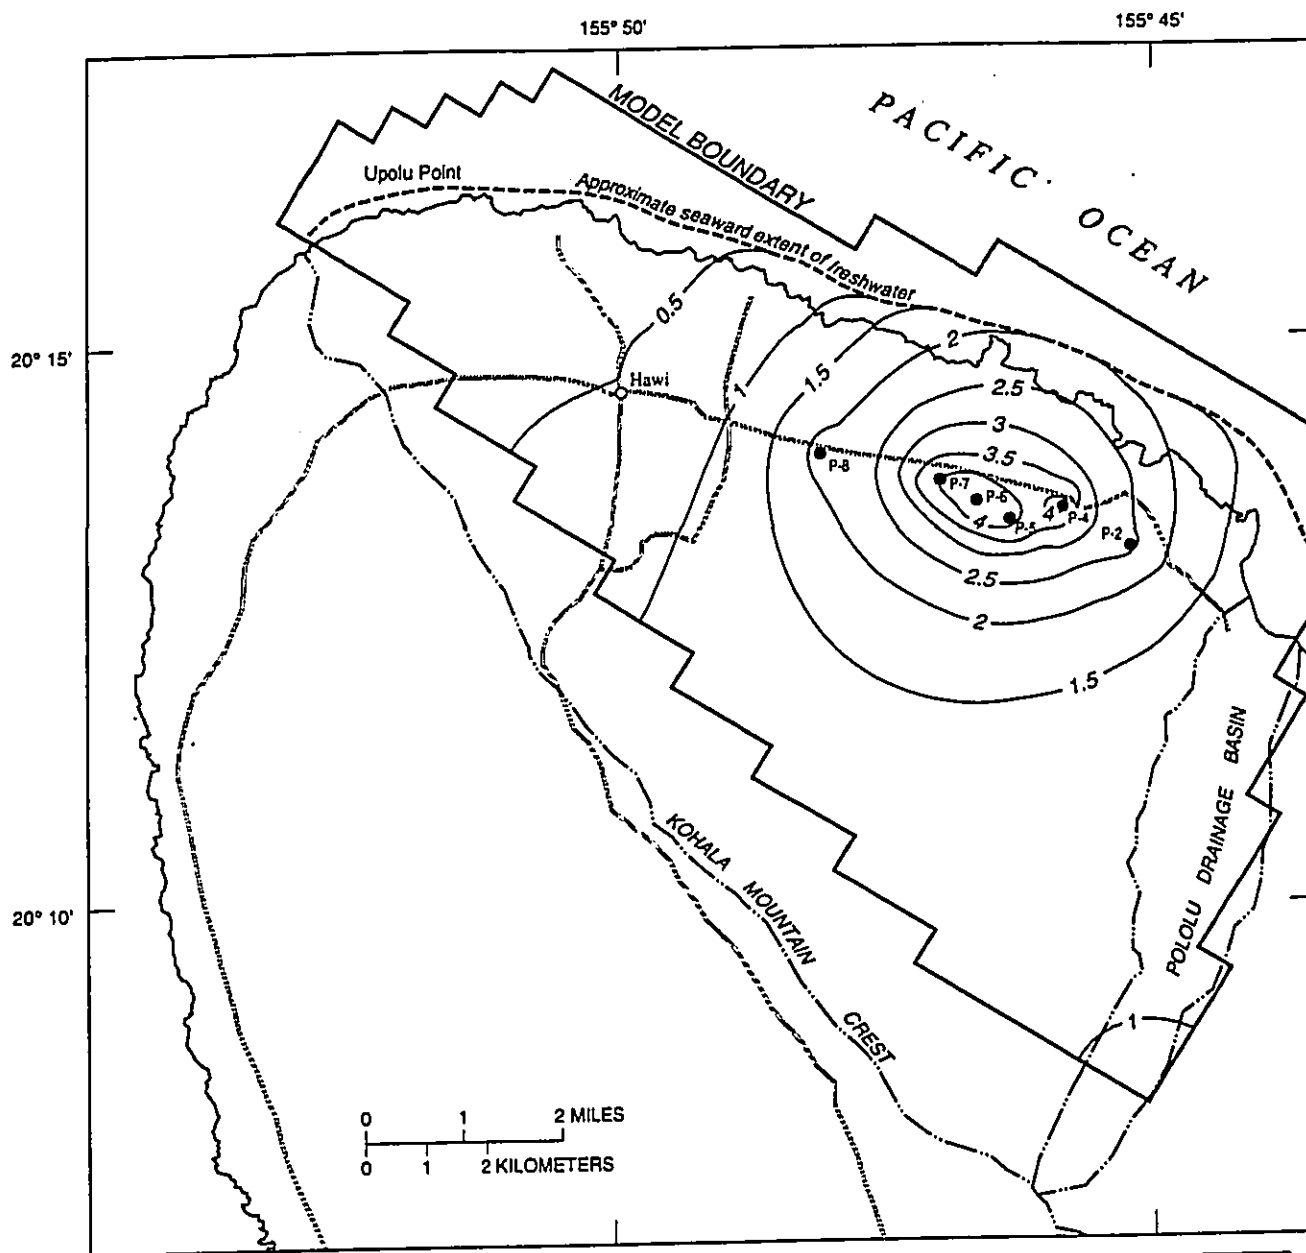 155° 50'
155° 45'
PACIFIC OCEAN
MODEL BOUNDARY
Upolu Point
Approximate seaward extent of freshwater
0.5
20° 15'
Hawi
1
1.5
2
2.5
3
3.5
P-8
P-7
P-6
4
P-5
4
P-4
P-2
2.5
2
1.5
POLOLU DRAINAGE BASIN
KOHALA MOUNTAIN CREST
20° 10'
1
0 1 2 MILES
0 1 2 KILOMETERS